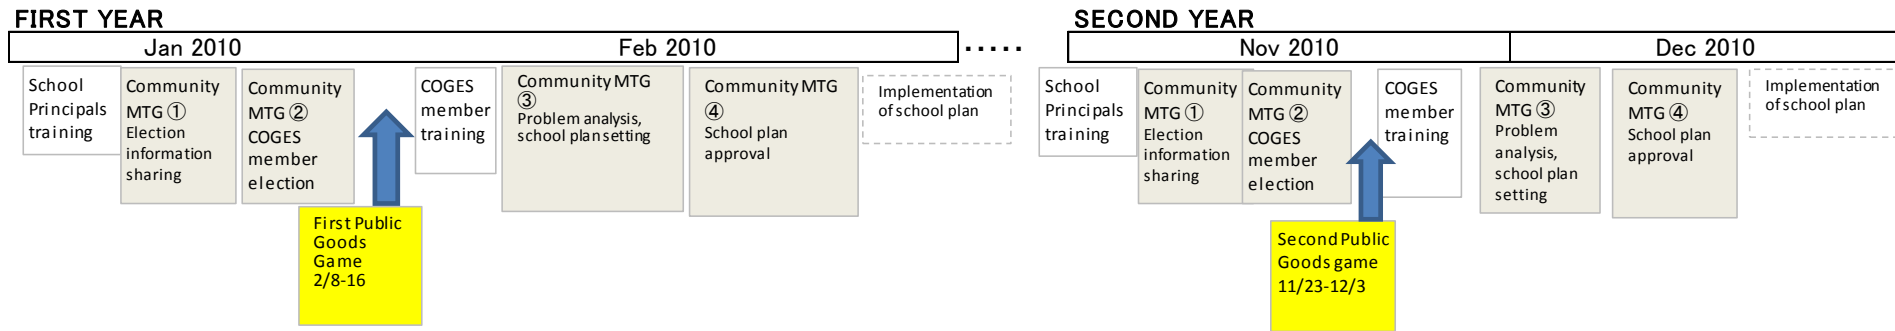 FIRST YEAR
Jan 2010
Feb 2010
.....
School
Principals
training
Community
MTG ①
Election
information
sharing
Community
MTG ②
COGES
member
election
COGES
member
training
Community MTG
③
Problem analysis,
school plan setting
Community MTG
④
School plan
approval
Implementation
of school plan
First Public
Goods
Game
2/8-16
SECOND YEAR
Nov 2010
Dec 2010
School
Principals
training
Community
MTG ①
Election
information
sharing
Community
MTG ②
COGES
member
election
COGES
member
training
Community
MTG ③
Problem
analysis,
school plan
setting
Community
MTG ④
School plan
approval
Implementation
of school plan
Second Public
Goods game
11/23-12/3